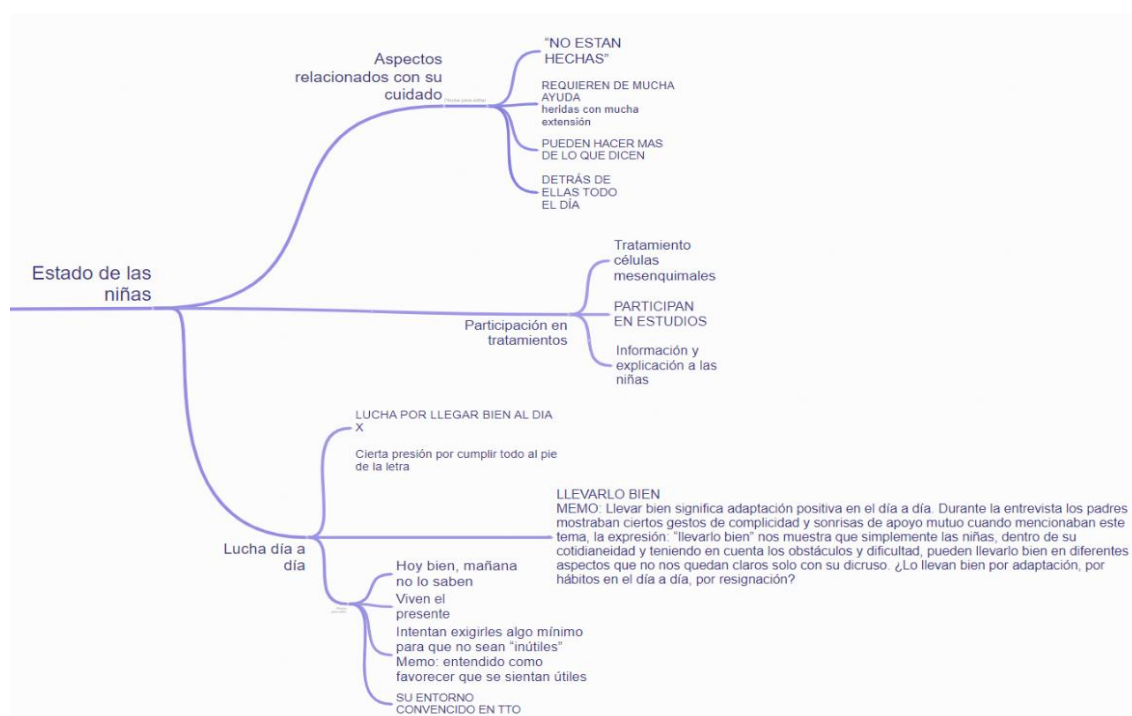 Estado de las
niñas
Aspectos
relacionados con su
cuidado
"NO ESTAN
HECHAS"
REQUIEREN DE MUCHA
AYUDA
heridas con mucha
extensión
PUEDEN HACER MAS
DE LO QUE DICEN
DETRÁS DE
ELLAS TODO
EL DÍA
Participación en
tratamientos
Tratamiento
células
mesenquimales
PARTICIPAN
EN ESTUDIOS
Información y
explicación a las
niñas
Lucha día a
día
LUCHA POR LLEGAR BIEN AL DIA
X
Cierta presión por cumplir todo al pie
de la letra
LLEVARLO BIEN
MEMO: Llevar bien significa adaptación positiva en el día a día. Durante la entrevista los padres
mostraban ciertos gestos de complicidad y sonrisas de apoyo mutuo cuando mencionaban este
tema, la expresión: "llevarlo bien" nos muestra que simplemente las niñas, dentro de su
cotidianeidad y teniendo en cuenta los obstáculos y dificultad, pueden llevarlo bien en diferentes
aspectos que no nos quedan claros solo con su dicruso. ¿Lo llevan bien por adaptación, por
hábitos en el día a día, por resignación?
Hoy bien, mañana
no lo saben
Viven el
presente
Intentan exigirles algo mínimo
para que no sean "inútiles"
Memo: entendido como
favorecer que se sientan útiles
SU ENTORNO
CONVENCIDO EN TTO